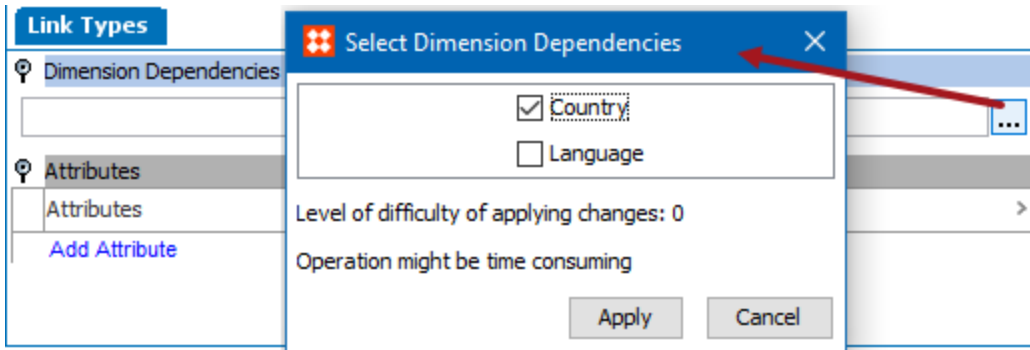 Link Types
Select Dimension Dependencies
Dimension Dependencies
...
Country
Language
Attributes
Attributes
Add Attribute
Level of difficulty of applying changes: 0
Operation might be time consuming
Apply Cancel